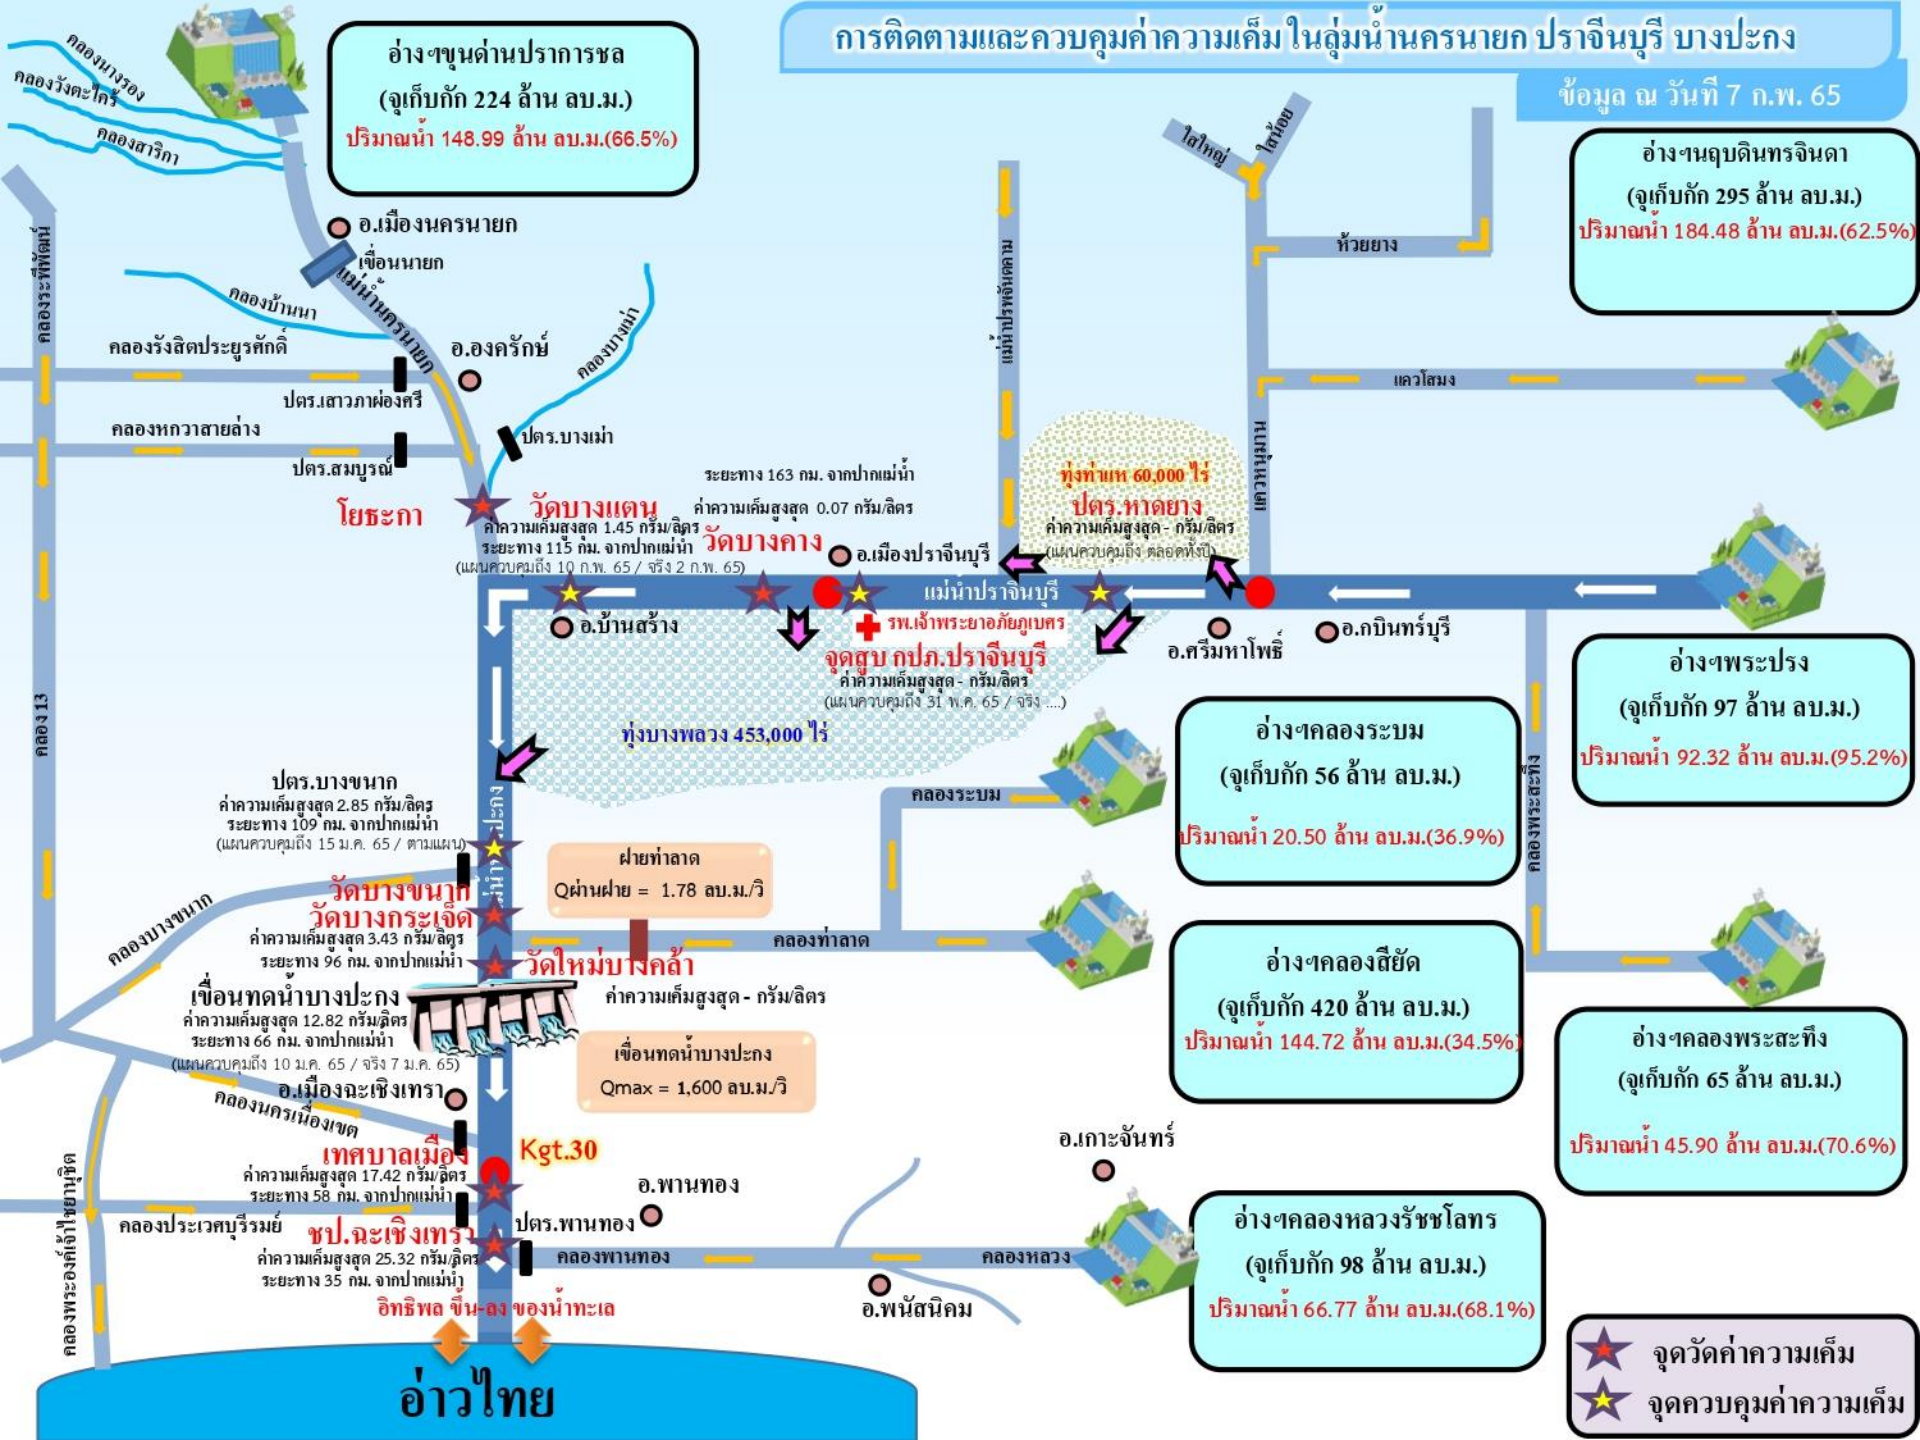 การติดตามและควบคุมค่าความเค็ม ในลุ่มน้ำนครนายก ปราจีนบุรี บางปะกง
ข้อมูล ณ วันที่ 7 ก.พ. 65
อ่างฯขุนด่านปราการชล
(จุเก็บกัก 224 ล้าน ลบ.ม.)
ปริมาณน้ำ 148.99 ล้าน ลบ.ม.(66.5%)
คลองนางรอง
คลองวังตะไคร้
คลองสาริกา
อ.เมืองนครนายก
เขื่อนนายก
แม่น้ำนครนายก
คลองบ้านนา
คลองระพีพัฒน์
คลองรังสิตประยูรศักดิ์
อ.องครักษ์
คลองบางเม่า
ปตร.เสาวภาผ่องศรี
คลองหกวาสายล่าง
ปตร.บางเม่า
ปตร.สมบูรณ์
โยธะกา
วัดบางแตน
ค่าความเค็มสูงสุด 1.45 กรัม/ลิตร
ระยะทาง 115 กม. จากปากแม่น้ำ
(แผนควบคุมถึง 10 ก.พ. 65 / จริง 2 ก.พ. 65)
ระยะทาง 163 กม. จากปากแม่น้ำ
ค่าความเค็มสูงสุด 0.07 กรัม/ลิตร
วัดบางคาง
อ.เมืองปราจีนบุรี
ใสใหญ่
ใสน้อย
ห้วยยาง
แควโสมง
แควหนุมาน
ทุ่งท่าแห 60,000 ไร่
ปตร.หาดยาง
ค่าความเค็มสูงสุด - กรัม/ลิตร
(แผนควบคุมถึง ตลอดทั้งปี)
อ่างฯนฤบดินทรจินดา
(จุเก็บกัก 295 ล้าน ลบ.ม.)
ปริมาณน้ำ 184.48 ล้าน ลบ.ม.(62.5%)
แม่น้ำปราจีนบุรี
อ.บ้านสร้าง
รพ.เจ้าพระยาอภัยภูเบศร
จุดสูบ กปภ.ปราจีนบุรี
ค่าความเค็มสูงสุด - กรัม/ลิตร
(แผนควบคุมถึง 31 พ.ค. 65 / จริง ....)
อ.ศรีมหาโพธิ์
อ.กบินทร์บุรี
ทุ่งบางพลวง 453,000 ไร่
คลอง 13
อ่างฯพระปรง
(จุเก็บกัก 97 ล้าน ลบ.ม.)
ปริมาณน้ำ 92.32 ล้าน ลบ.ม.(95.2%)
อ่างฯคลองระบม
(จุเก็บกัก 56 ล้าน ลบ.ม.)
ปริมาณน้ำ 20.50 ล้าน ลบ.ม.(36.9%)
คลองพระสะทึง
คลองระบม
ปตร.บางขนาก
ค่าความเค็มสูงสุด 2.85 กรัม/ลิตร
ระยะทาง 109 กม. จากปากแม่น้ำ
(แผนควบคุมถึง 15 ม.ค. 65 / ตามแผน)
ฝายท่าลาด
Qผ่านฝาย = 1.78 ลบ.ม./วิ
วัดบางขนาก
วัดบางกระเจ็ด
ค่าความเค็มสูงสุด 3.43 กรัม/ลิตร
ระยะทาง 96 กม. จากปากแม่น้ำ
คลองบางขนาก
คลองท่าลาด
วัดใหม่บางคล้า
ค่าความเค็มสูงสุด - กรัม/ลิตร
เขื่อนทดน้ำบางปะกง
ค่าความเค็มสูงสุด 12.82 กรัม/ลิตร
ระยะทาง 66 กม. จากปากแม่น้ำ
(แผนควบคุมถึง 10 ม.ค. 65 / จริง 7 ม.ค. 65)
เขื่อนทดน้ำบางปะกง
Qmax = 1,600 ลบ.ม./วิ
อ่างฯคลองสียัด
(จุเก็บกัก 420 ล้าน ลบ.ม.)
ปริมาณน้ำ 144.72 ล้าน ลบ.ม.(34.5%)
อ่างฯคลองพระสะทึง
(จุเก็บกัก 65 ล้าน ลบ.ม.)
ปริมาณน้ำ 45.90 ล้าน ลบ.ม.(70.6%)
อ.เมืองฉะเชิงเทรา
คลองนครเนื่องเขต
เทศบาลเมือง
ค่าความเค็มสูงสุด 17.42 กรัม/ลิตร
ระยะทาง 58 กม. จากปากแม่น้ำ
Kgt.30
อ.พานทอง
อ.เกาะจันทร์
คลองพระองค์เจ้าไชยานุชิต
คลองประเวศบุรีรมย์
ชป.ฉะเชิงเทรา
ค่าความเค็มสูงสุด 25.32 กรัม/ลิตร
ระยะทาง 35 กม. จากปากแม่น้ำ
ปตร.พานทอง
คลองพานทอง
คลองหลวง
อ.พนัสนิคม
อ่างฯคลองหลวงรัชชโลทร
(จุเก็บกัก 98 ล้าน ลบ.ม.)
ปริมาณน้ำ 66.77 ล้าน ลบ.ม.(68.1%)
อิทธิพล ขึ้น-ลง ของน้ำทะเล
อ่าวไทย
จุดวัดค่าความเค็ม
จุดควบคุมค่าความเค็ม